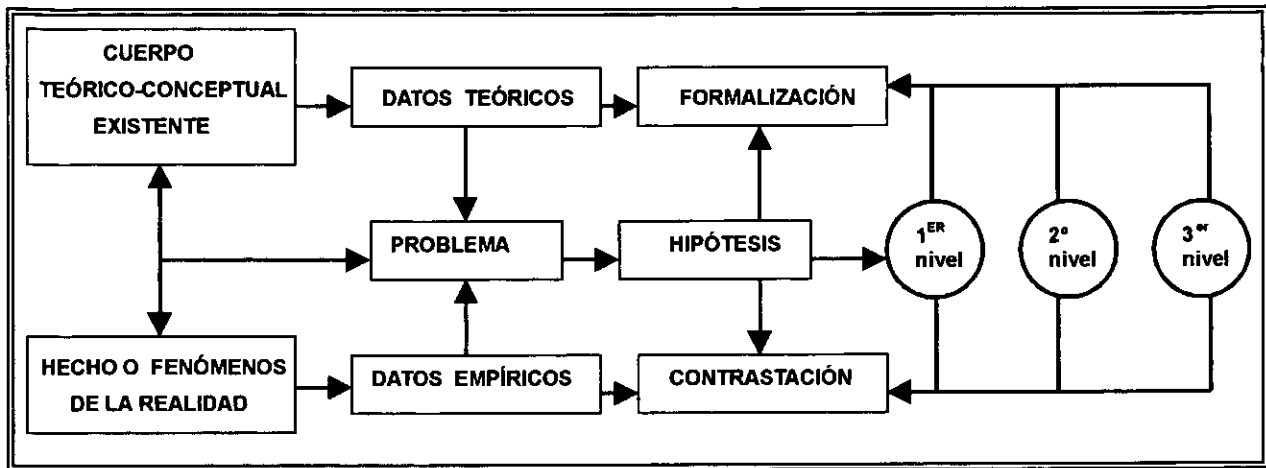 CUERPO
TEÓRICO-CONCEPTUAL
EXISTENTE
DATOS TEÓRICOS
FORMALIZACIÓN
PROBLEMA
HIPÓTESIS
1ER
nivel
2º
nivel
3er
nivel
HECHO O FENÓMENOS
DE LA REALIDAD
DATOS EMPÍRICOS
CONTRASTACIÓN